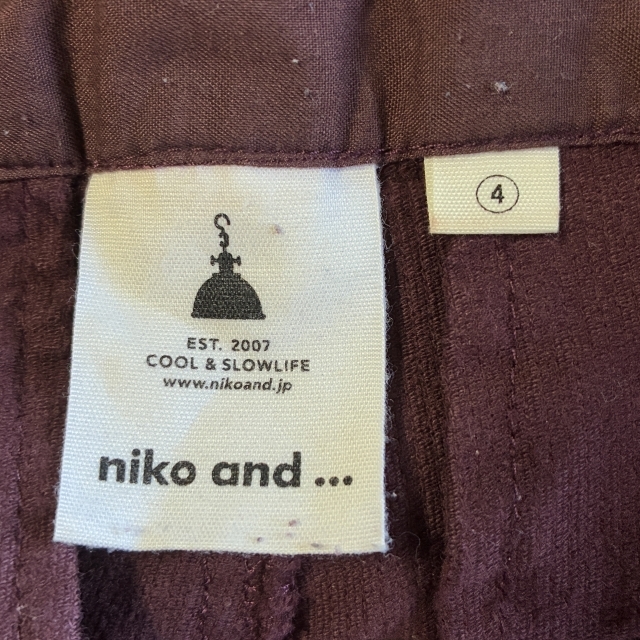 EST. 2007
COOL & SLOWLIFE
www.nikoand.jp
niko and ...
4